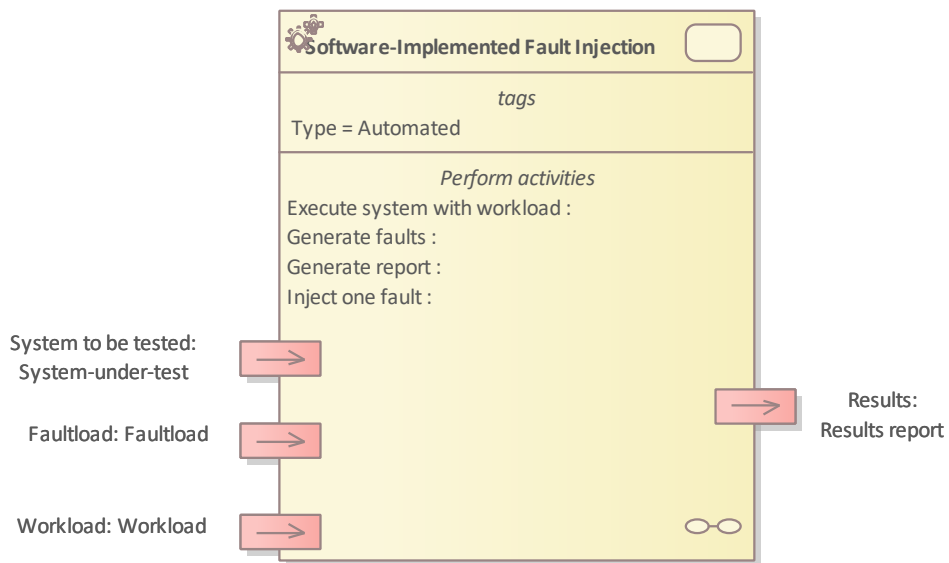 Software-Implemented Fault Injection
tags
Type = Automated
Perform activities
Execute system with workload :
Generate faults :
Generate report :
Inject one fault :
System to be tested:
System-under-test
Faultload: Faultload
Workload: Workload
Results:
Results report